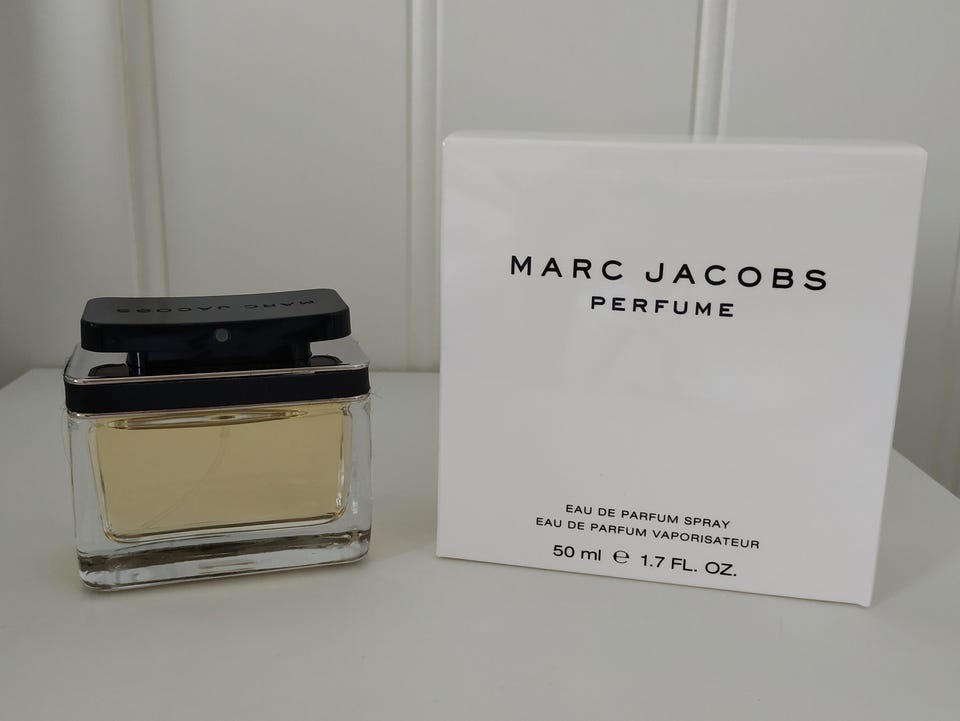 MARC JACOBS
MARC JACOBS
PERFUME
EAU DE PARFUM SPRAY
EAU DE PARFUM VAPORISATEUR
50 ml ℮ 1.7 FL. OZ.